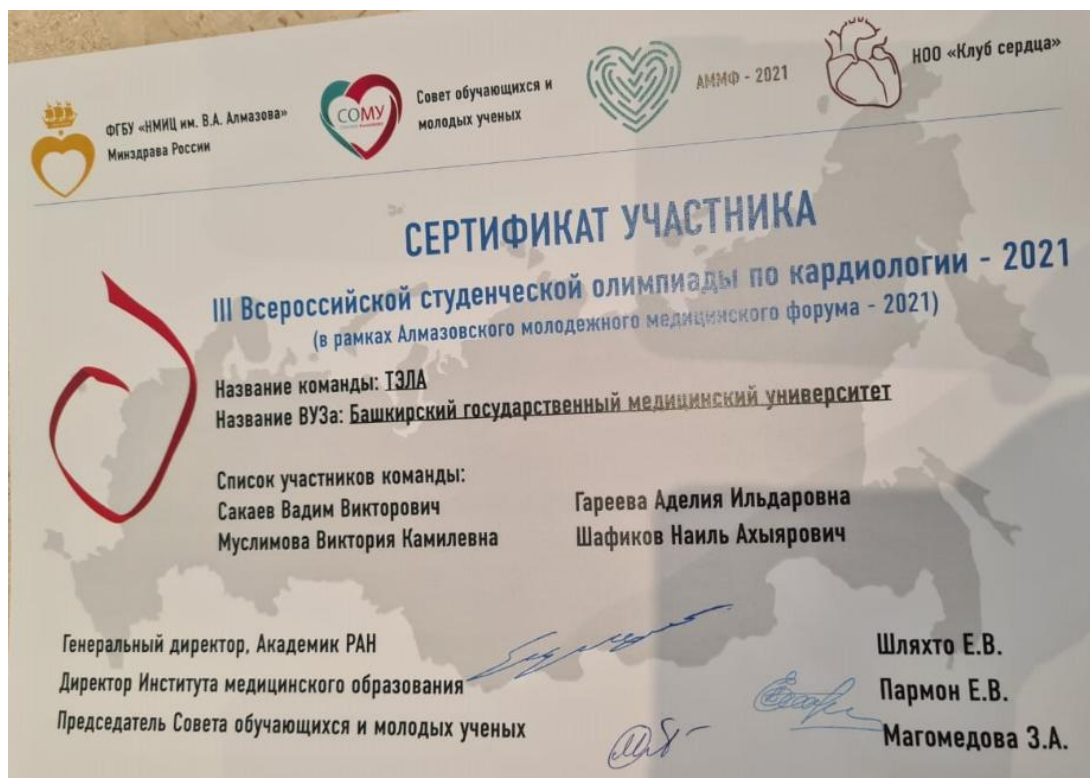 ФГБУ «НМИЦ им. В.А. Алмазова»
Минздрава России
СОМУ
Совет обучающихся и
молодых ученых
АММФ - 2021
НОО «Клуб сердца»
СЕРТИФИКАТ УЧАСТНИКА
III Всероссийской студенческой олимпиады по кардиологии - 2021
(в рамках Алмазовского молодежного медицинского форума - 2021)
Название команды: ТЭЛА
Название ВУЗа: Башкирский государственный медицинский университет
Список участников команды:
Сакаев Вадим Викторович
Муслимова Виктория Камилевна
Гареева Аделия Ильдаровна
Шафиков Наиль Ахыярович
Генеральный директор, Академик РАН
Шляхто Е.В.
Директор Института медицинского образования
Пармон Е.В.
Председатель Совета обучающихся и молодых ученых
Магомедова З.А.